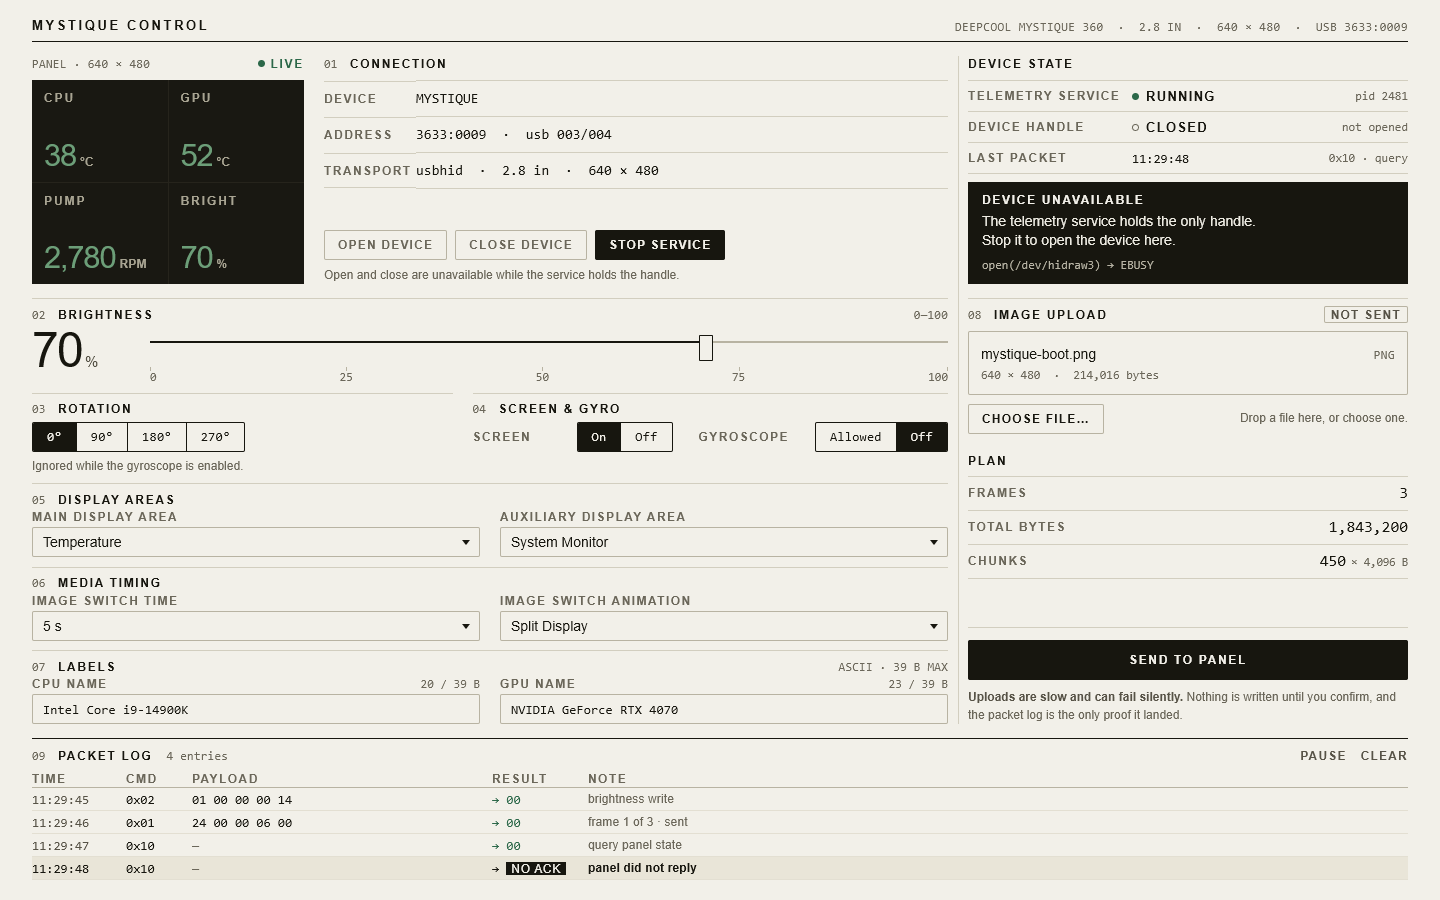 MYSTIQUE CONTROL
DEEPCOOL MYSTIQUE 360 · 2.8 IN · 640 × 480 · USB 3633:0009
PANEL · 640 × 480
LIVE
CPU
38 °C
GPU
52 °C
PUMP
2,780 RPM
BRIGHT
70 %
01 CONNECTION
DEVICE MYSTIQUE
ADDRESS 3633:0009 · usb 003/004
TRANSPORT usbhid · 2.8 in · 640 × 480
OPEN DEVICE CLOSE DEVICE STOP SERVICE
Open and close are unavailable while the service holds the handle.
DEVICE STATE
TELEMETRY SERVICE RUNNING pid 2481
DEVICE HANDLE CLOSED not opened
LAST PACKET 11:29:48 0x10 · query
DEVICE UNAVAILABLE
The telemetry service holds the only handle.
Stop it to open the device here.
open(/dev/hidraw3) → EBUSY
02 BRIGHTNESS 0–100
70 %
0 25 50 75 100
03 ROTATION
0° 90° 180° 270°
Ignored while the gyroscope is enabled.
04 SCREEN & GYRO
SCREEN On Off GYROSCOPE Allowed Off
05 DISPLAY AREAS
MAIN DISPLAY AREA
Temperature
AUXILIARY DISPLAY AREA
System Monitor
06 MEDIA TIMING
IMAGE SWITCH TIME
5 s
IMAGE SWITCH ANIMATION
Split Display
07 LABELS ASCII · 39 B MAX
CPU NAME 20 / 39 B
Intel Core i9-14900K
GPU NAME 23 / 39 B
NVIDIA GeForce RTX 4070
08 IMAGE UPLOAD NOT SENT
mystique-boot.png PNG
640 × 480 · 214,016 bytes
CHOOSE FILE… Drop a file here, or choose one.
PLAN
FRAMES 3
TOTAL BYTES 1,843,200
CHUNKS 450 × 4,096 B
SEND TO PANEL
Uploads are slow and can fail silently. Nothing is written until you confirm, and
the packet log is the only proof it landed.
09 PACKET LOG 4 entries PAUSE CLEAR
TIME CMD PAYLOAD RESULT NOTE
11:29:45 0x02 01 00 00 00 14 → 00 brightness write
11:29:46 0x01 24 00 00 06 00 → 00 frame 1 of 3 · sent
11:29:47 0x10 — → 00 query panel state
11:29:48 0x10 — → NO ACK panel did not reply